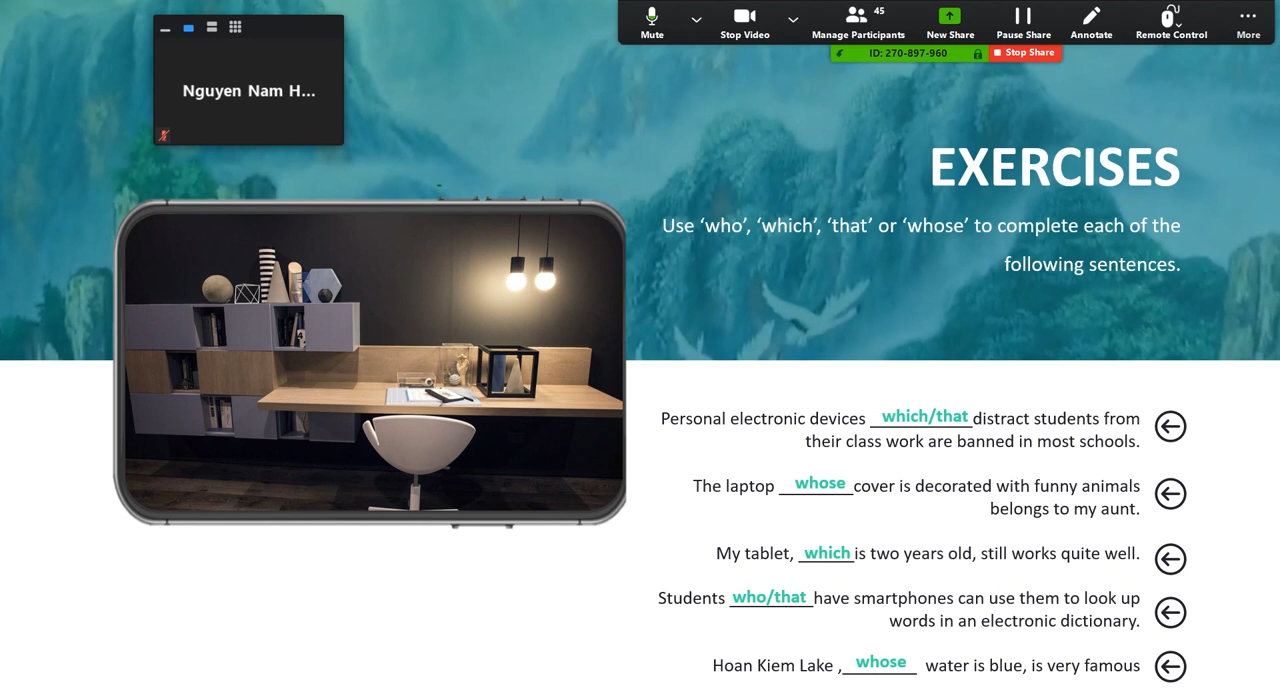 45
Mute
Stop Video
Manage Participants
New Share
Pause Share
Annotate
Remote Control
More
ID: 270-897-960
Stop Share
Nguyen Nam H...
EXERCISES
Use ‘who’, ‘which’, ‘that’ or ‘whose’ to complete each of the
following sentences.
Personal electronic devices which/that distract students from
their class work are banned in most schools.
The laptop whose cover is decorated with funny animals
belongs to my aunt.
My tablet, which is two years old, still works quite well.
Students who/that have smartphones can use them to look up
words in an electronic dictionary.
Hoan Kiem Lake , whose water is blue, is very famous